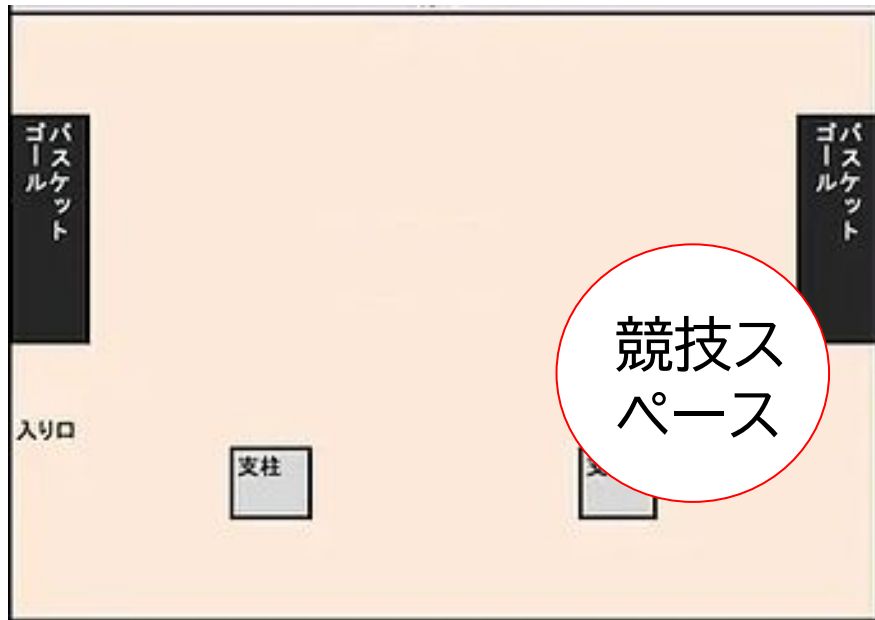 バスケット
ゴール
バスケット
ゴール
競技ス
ペース
入り口
支柱